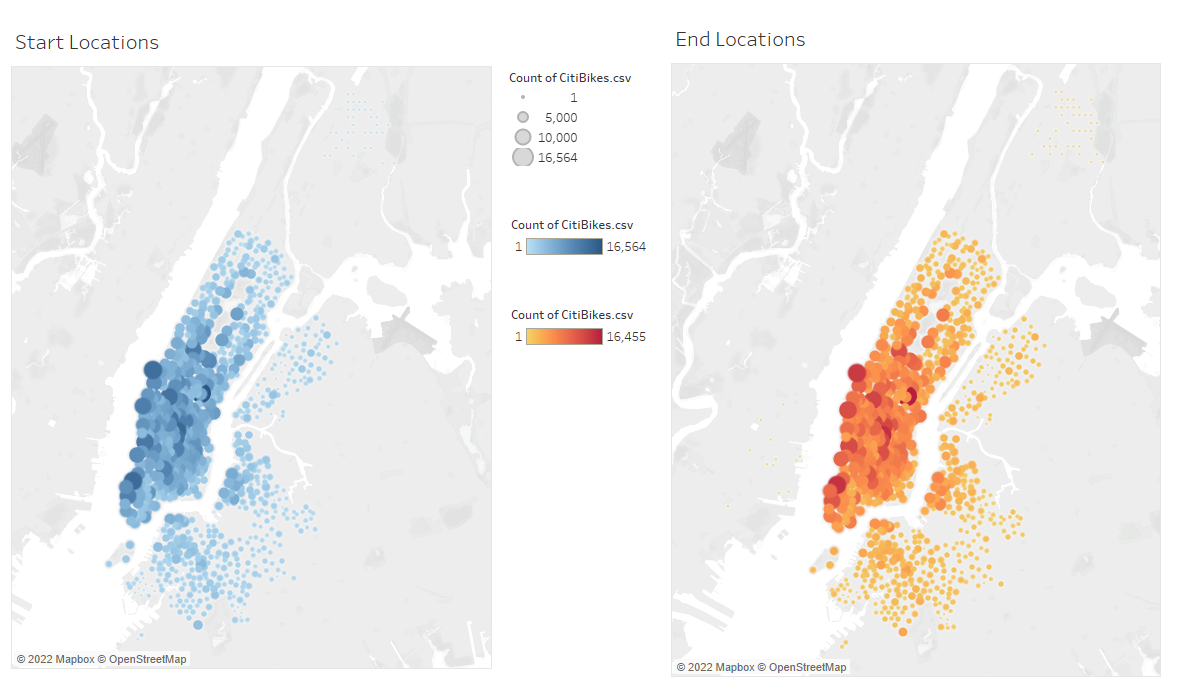 Start Locations
End Locations
Count of CitiBikes.csv
1
5,000
10,000
16,564
Count of CitiBikes.csv
1 16,564
Count of CitiBikes.csv
1 16,455
© 2022 Mapbox © OpenStreetMap
© 2022 Mapbox © OpenStreetMap